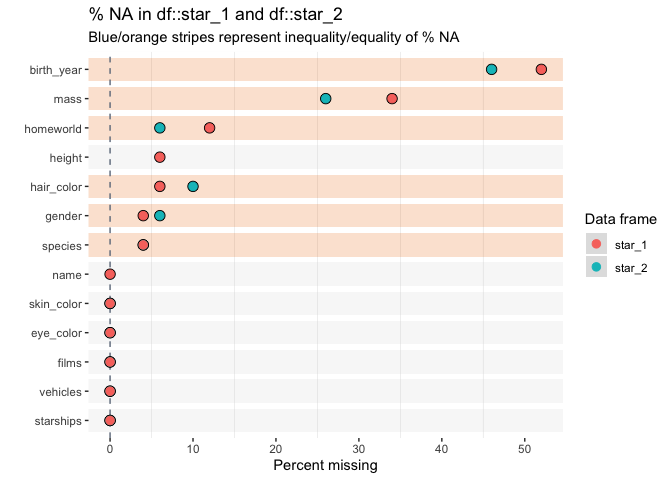 % NA in df::star_1 and df::star_2
Blue/orange stripes represent inequality/equality of % NA
birth_year
mass
homeworld
height
hair_color
gender
species
name
skin_color
eye_color
films
vehicles
starships
0 10 20 30 40 50
Percent missing
Data frame
star_1
star_2